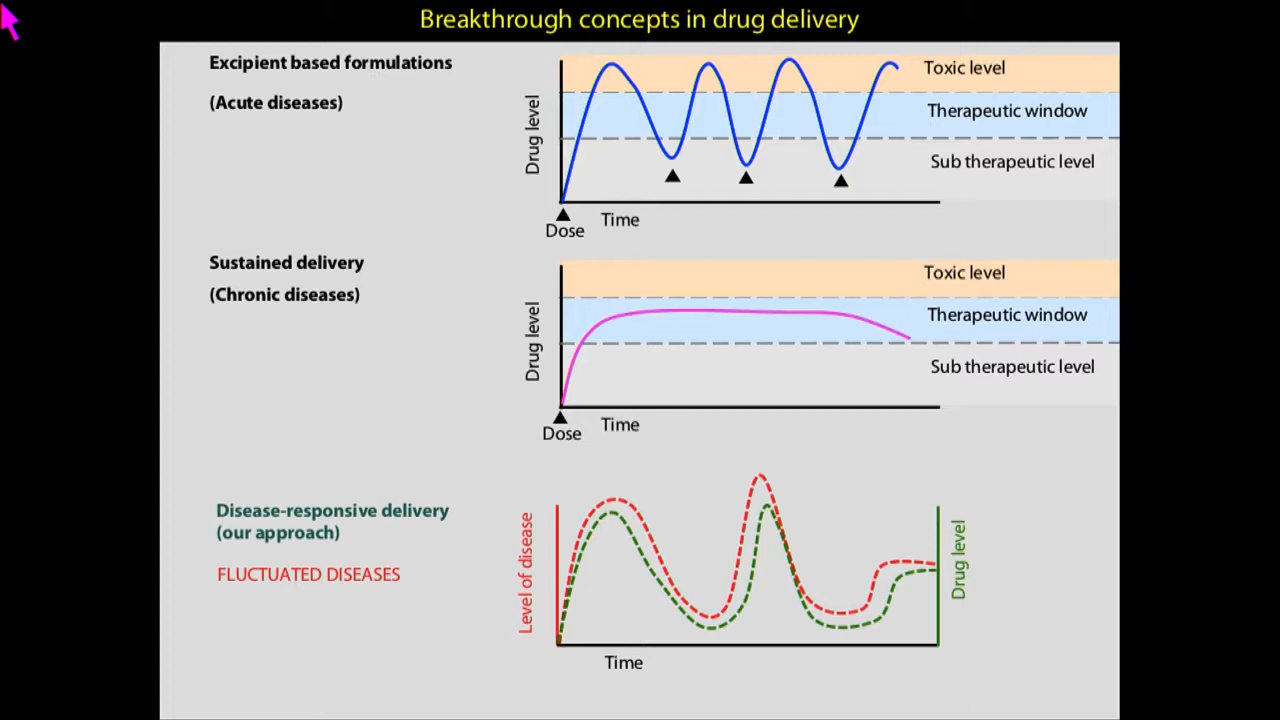 Breakthrough concepts in drug delivery
Excipient based formulations
(Acute diseases)
Drug level
Toxic level
Therapeutic window
Sub therapeutic level
Dose
Time
Sustained delivery
(Chronic diseases)
Drug level
Toxic level
Therapeutic window
Sub therapeutic level
Dose
Time
Disease-responsive delivery
(our approach)
FLUCTUATED DISEASES
Level of disease
Drug level
Time